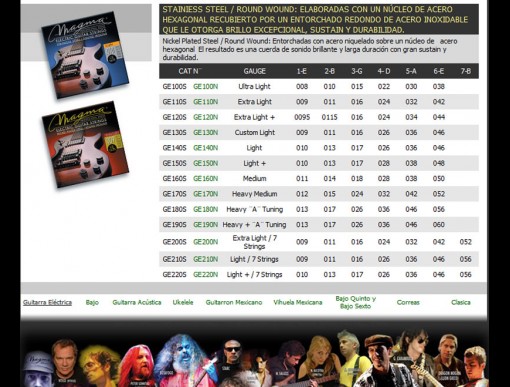 STAINlESS STEEL / ROUND WOUND: ELABORADAS CON UN NÚCLEO DE ACERO
HEXAGONAL RECUBIERTO POR UN ENTORCHADO REDONDO DE ACERO INOXIDABLE
QUE LE OTORGA BRILLO EXCEPCIONAL, SUSTAIN Y DURABILIDAD.
Nickel Plated Steel / Round Wound: Entorchadas con acero niquelado sobre un núcleo de acero
hexagonal El resultado es una cuerda de sonido brillante y larga duración con gran sustain y
durabilidad.
CAT N¨ GAUGE 1-E 2-B 3-G 4-D 5-A 6-E 7-B
GE100S GE100N Ultra Light 008 010 015 022 030 038
GE110S GE110N Extra Light 009 011 016 024 032 042
GE120S GE120N Extra Light + 0095 0115 016 024 034 044
GE130S GE130N Custom Light 009 011 016 026 036 046
GE140S GE140N Light 010 013 017 026 036 046
GE150S GE150N Light + 010 013 017 028 038 048
GE160S GE160N Medium 011 014 018 028 038 050
GE170S GE170N Heavy Medium 012 015 024 032 042 052
GE180S GE180N Heavy ¨A¨ Tuning 013 017 026 036 046 056
GE190S GE190N Heavy + ¨A¨ Tuning 013 017 026 036 046 060
GE200S GE200N Extra Light / 7 Strings 009 011 016 024 032 042 052
GE210S GE210N Light / 7 Strings 009 011 016 026 036 046 056
GE220S GE220N Light + / 7 Strings 010 013 017 026 036 046 056
Guitarra Eléctrica Bajo Guitarra Acústica Ukelele Guitarron Mexicano Vihuela Mexicana Bajo Quinto y Bajo Sexto Correas Clasica
Magma
Magma